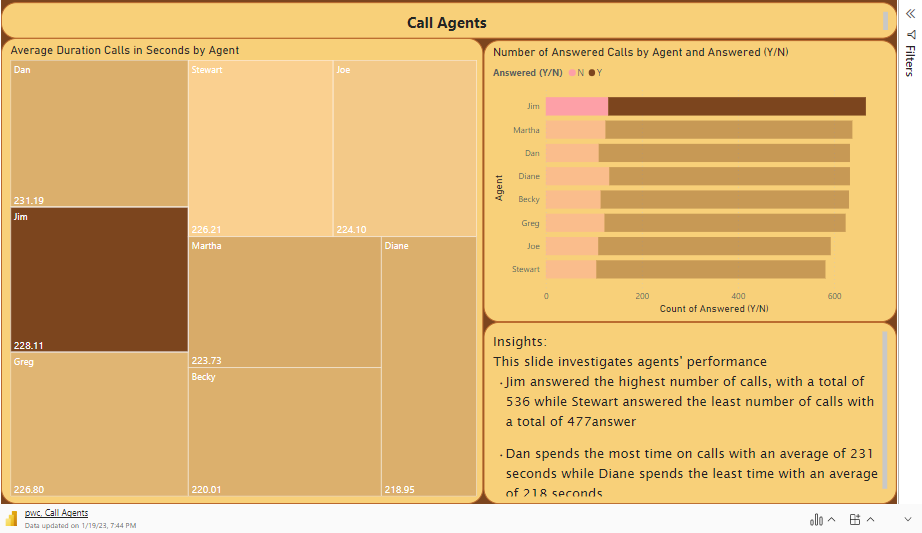 Call Agents
Filters
Average Duration Calls in Seconds by Agent
Dan
231.19
Stewart
226.21
Joe
224.10
Jim
228.11
Martha
223.73
Diane
218.95
Greg
226.80
Becky
220.01
Number of Answered Calls by Agent and Answered (Y/N)
Answered (Y/N) N Y
Agent
Jim
Martha
Dan
Diane
Becky
Greg
Joe
Stewart
0 200 400 600
Count of Answered (Y/N)
Insights:
This slide investigates agents' performance
• Jim answered the highest number of calls, with a total of
536 while Stewart answered the least number of calls with
a total of 477answer
• Dan spends the most time on calls with an average of 231
seconds while Diane spends the least time with an average
of 218 seconds
pwc, Call Agents
Data updated on 1/19/23, 7:44 PM